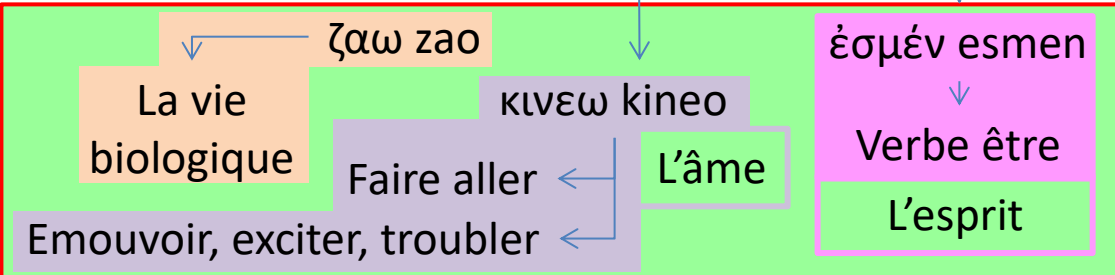 ζαω zao
La vie
biologique
κινεω kineo
Faire aller
L'âme
Emouvoir, exciter, troubler
ἐσμέν esmen
Verbe être
L'esprit